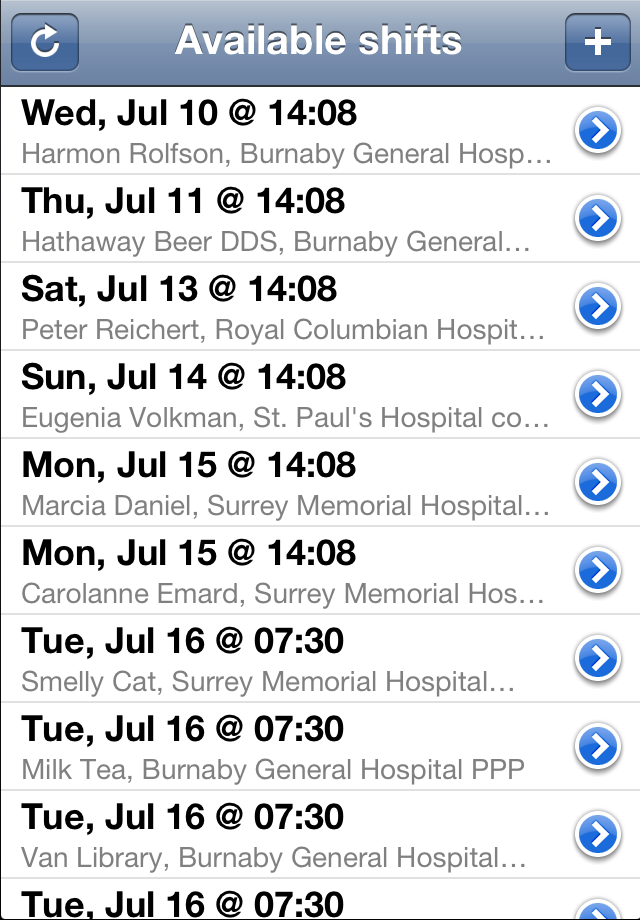 Available shifts
Wed, Jul 10 @ 14:08
Harmon Rolfson, Burnaby General Hosp…
Thu, Jul 11 @ 14:08
Hathaway Beer DDS, Burnaby General…
Sat, Jul 13 @ 14:08
Peter Reichert, Royal Columbian Hospit…
Sun, Jul 14 @ 14:08
Eugenia Volkman, St. Paul's Hospital co…
Mon, Jul 15 @ 14:08
Marcia Daniel, Surrey Memorial Hospital…
Mon, Jul 15 @ 14:08
Carolanne Emard, Surrey Memorial Hos…
Tue, Jul 16 @ 07:30
Smelly Cat, Surrey Memorial Hospital…
Tue, Jul 16 @ 07:30
Milk Tea, Burnaby General Hospital PPP
Tue, Jul 16 @ 07:30
Van Library, Burnaby General Hospital…
Tue, Jul 16 @ 07:30